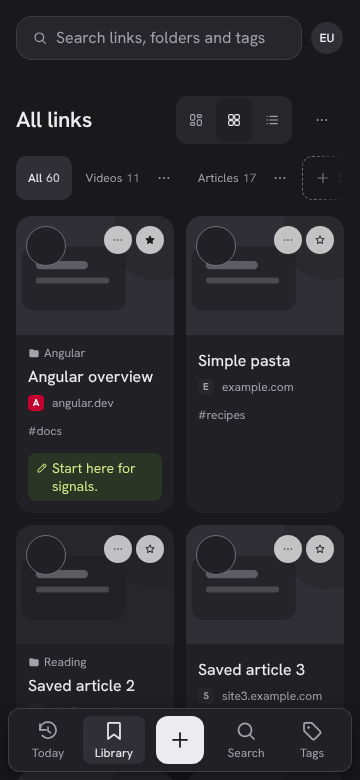 Search links, folders and tags
EU
All links
All 60
Videos 11
Articles 17
Angular
Angular overview
A angular.dev
#docs
Start here for
signals.
Simple pasta
E example.com
#recipes
Reading
Saved article 2
Saved article 3
S site3.example.com
Today
Library
Search
Tags